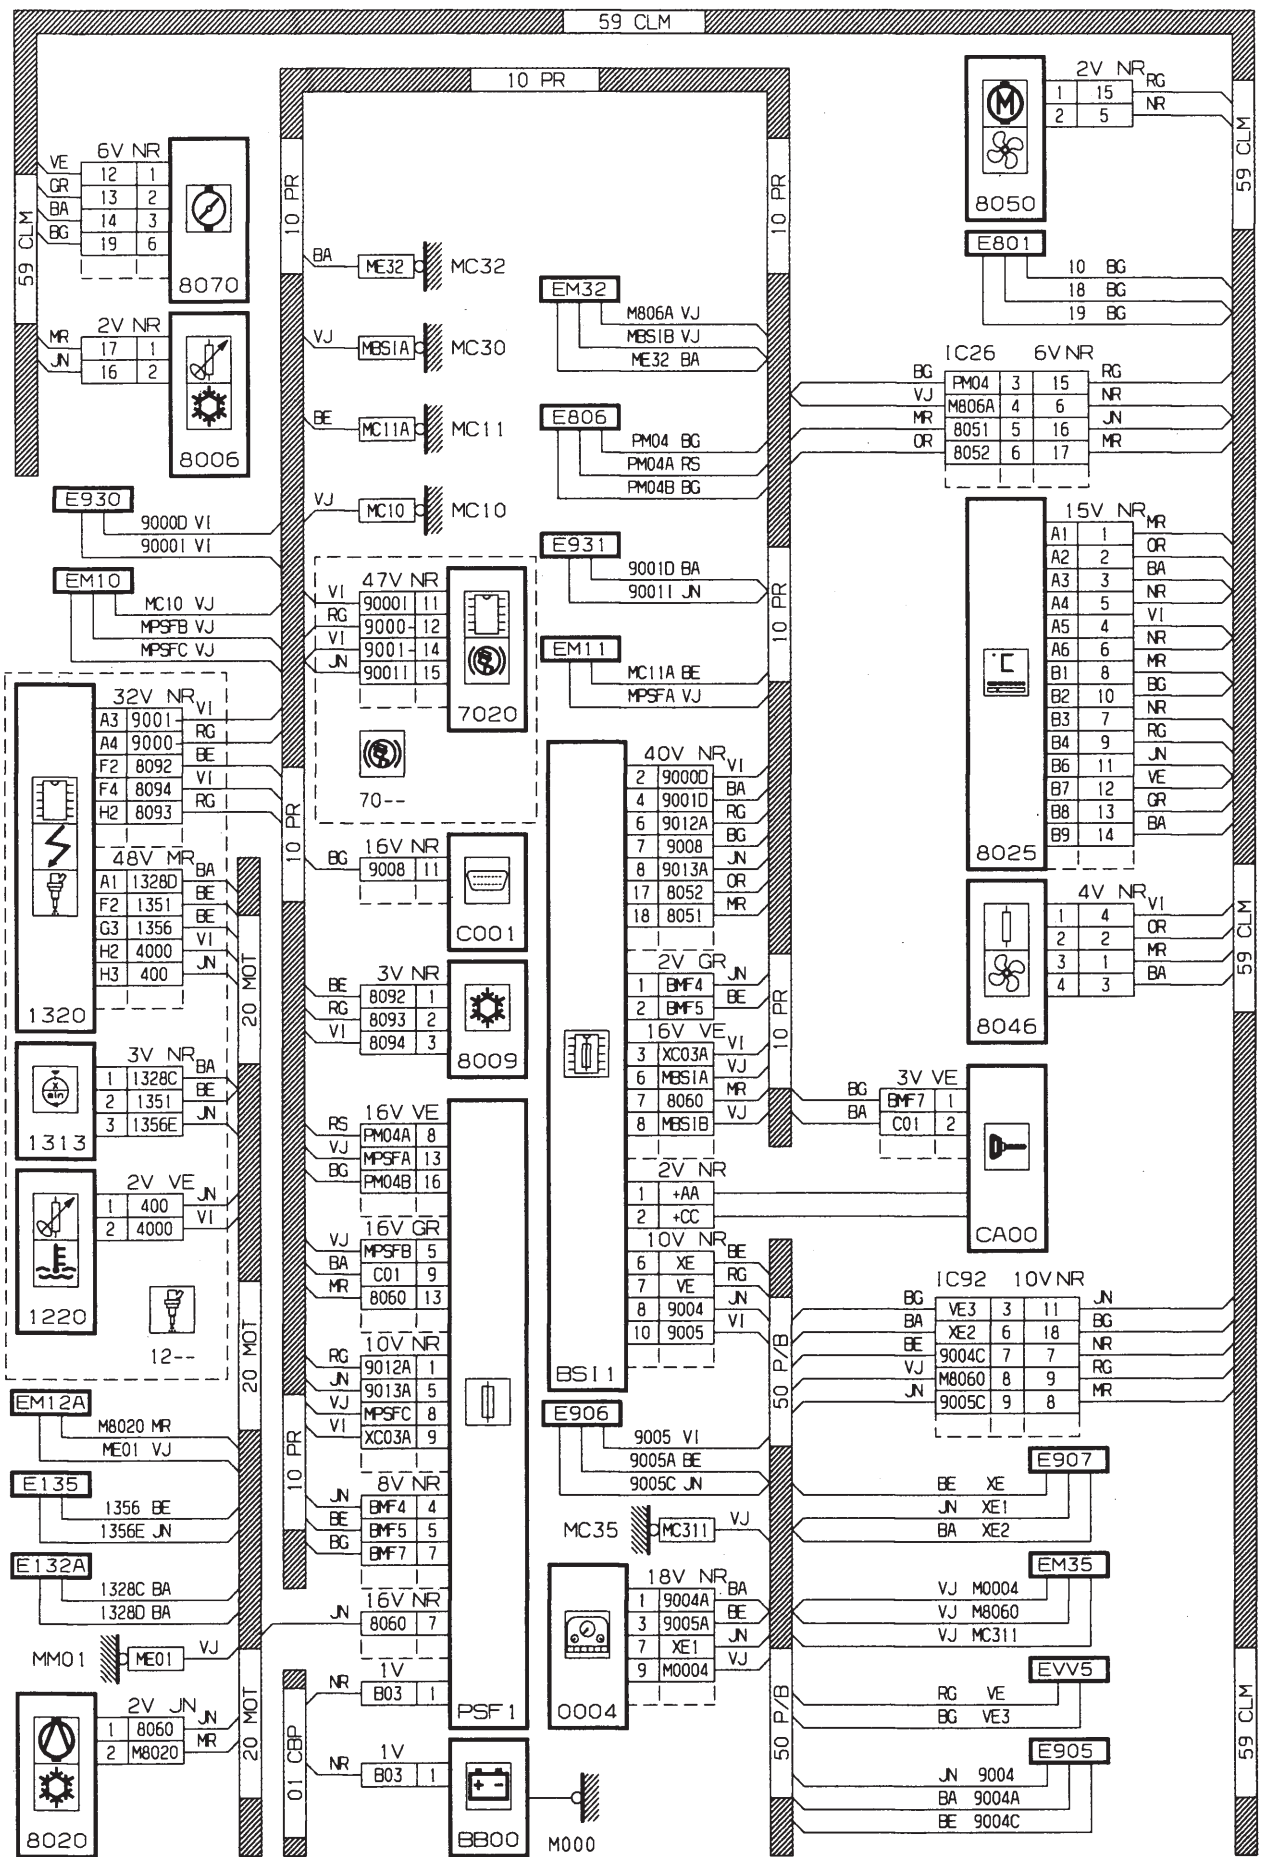 59 CLM
10 PR
59 CLM
10 PR
10 PR
59 CLM
6V NR
VE 12 1
GR 13 2
BA 14 3
BG 19 6
8070
2V NR
MR 17 1
JN 16 2
8006
E930
9000D VI
9000I VI
EM10
MC10 VJ
MPSFB VJ
MPSFC VJ
32V NR
A3 9001 VI
A4 9000 RG
F2 8092 BE
F4 8094 VI
H2 8093 RG
48V MR
A1 1328D BA
F2 1351 BE
G3 1356 BE
H2 4000 VI
H3 400 JN
1320
3V NR
1 1328C BA
2 1351 BE
3 1356E JN
1313
2V VE
1 400 JN
2 4000 VI
1220
12--
20 MOT
20 MOT
20 MOT
EM12A
M8020 MR
ME01 VJ
E135
1356 BE
1356E JN
E132A
1328C BA
1328D BA
MM01 ME01 VJ
2V JN
1 8060 JN
2 M8020 MR
8020
BA ME32 MC32
VJ MBSIA MC30
BE MC11A MC11
VJ MC10 MC10
47V NR
VI 9000I 11
RG 9000- 12
VI 9001- 14
JN 9001I 15
7020
70--
10 PR
16V NR
BG 9008 11
C001
3V NR
BE 8092 1
RG 8093 2
VI 8094 3
8009
16V VE
RS PM04A 8
VJ MPSFA 13
BG PM04B 16
16V GR
VJ MPSFB 5
BA C01 9
MR 8060 13
10V NR
RG 9012A 1
JN 9013A 5
VJ MPSFC 8
VI XC03A 9
10 PR
8V NR
JN BMF4 4
BE BMF5 5
BG BMF7 7
16V NR
JN 8060 7
1V
NR B03 1
PSF1
01 CBP
1V
NR B03 1
BB00
M000
EM32
M806A VJ
MBSIB VJ
ME32 BA
E806
PM04 BG
PM04A RS
PM04B BG
E931
9001D BA
9001I JN
EM11
MC11A BE
MPSFA VJ
10 PR
10 PR
40V NR
2 9000D VI
4 9001D BA
6 9012A RG
7 9008 BG
8 9013A JN
17 8052 OR
18 8051 MR
2V GR
1 BMF4 JN
2 BMF5 BE
16V VE
3 XC03A VI
6 MBSIA VJ
7 8060 MR
8 MBSIB VJ
2V NR
1 +AA
2 +CC
10V NR
6 XE BE
7 VE RG
8 9004 JN
10 9005 VI
BSI1
E906
9005 VI
9005A BE
9005C JN
MC35 MC311 VJ
18V NR
1 9004A BA
3 9005A BE
7 XE1 JN
9 M0004 VJ
0004
50 P/B
50 P/B
2V NR
1 15 RG
2 5 NR
8050
E801
10 BG
18 BG
19 BG
IC26 6V NR
BG PM04 3 15 RG
VJ M806A 4 6 NR
MR 8051 5 16 JN
OR 8052 6 17 MR
15V NR
A1 1 MR
A2 2 OR
A3 3 BA
A4 5 NR
A5 4 VI
A6 6 NR
B1 8 MR
B2 10 BG
B3 7 NR
B4 9 RG
B6 11 JN
B7 12 VE
B8 13 GR
B9 14 BA
°C
8025
4V NR
1 4 VI
2 2 OR
3 1 MR
4 3 BA
8046
59 CLM
3V VE
BG BMF7 1
BA C01 2
CA00
IC92 10V NR
BG VE3 3 11 JN
BA XE2 6 18 BG
BE 9004C 7 7 NR
VJ M8060 8 9 RG
JN 9005C 9 8 MR
E907
BE XE
JN XE1
BA XE2
EM35
VJ M0004
VJ M8060
VJ MC311
EVV5
RG VE
BG VE3
E905
JN 9004
BA 9004A
BE 9004C
59 CLM